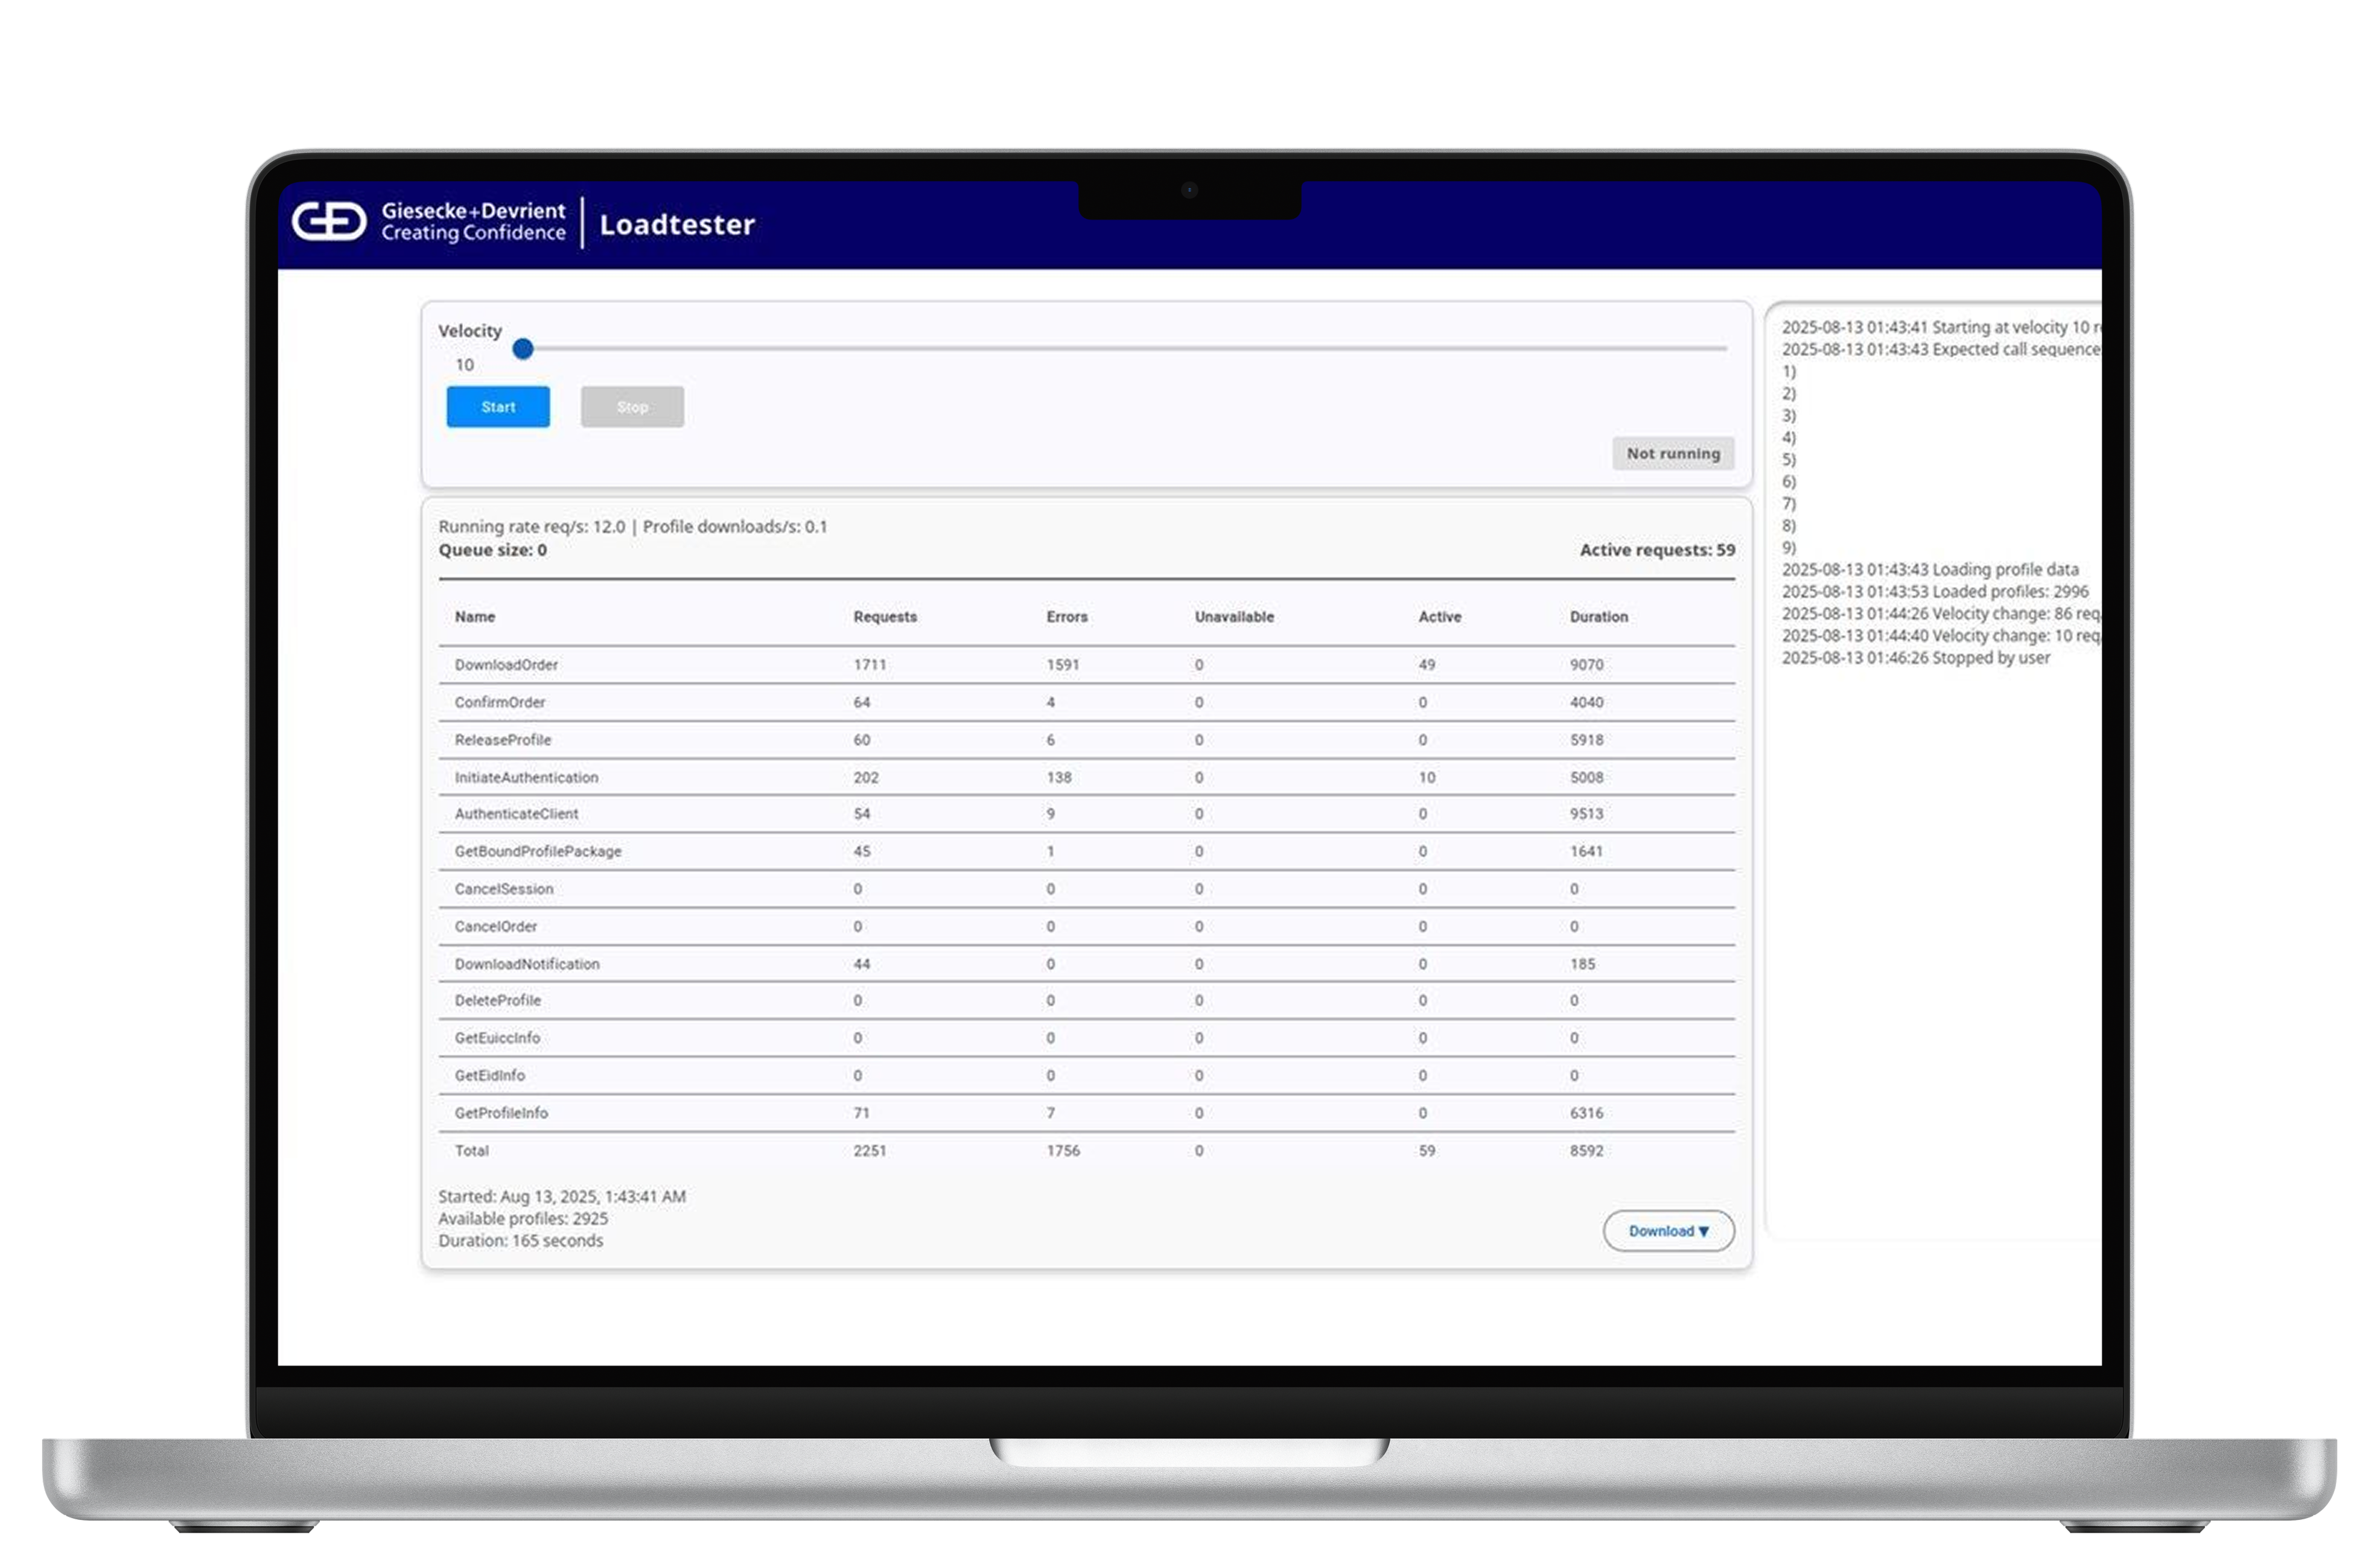 Giesecke+Devrient
Creating Confidence
Loadtester
Velocity
10
Start Stop
Not running
Running rate req/s: 12.0 | Profile downloads/s: 0.1
Queue size: 0 Active requests: 59
Name Requests Errors Unavailable Active Duration
DownloadOrder 1711 1591 0 49 9070
ConfirmOrder 64 4 0 0 4040
ReleaseProfile 60 6 0 0 5918
InitiateAuthentication 202 138 0 10 5008
AuthenticateClient 54 9 0 0 9513
GetBoundProfilePackage 45 1 0 0 1641
CancelSession 0 0 0 0 0
CancelOrder 0 0 0 0 0
DownloadNotification 44 0 0 0 185
DeleteProfile 0 0 0 0 0
GetEuiccInfo 0 0 0 0 0
GetEidInfo 0 0 0 0 0
GetProfileInfo 71 7 0 0 6316
Total 2251 1756 0 59 8592
Started: Aug 13, 2025, 1:43:41 AM
Available profiles: 2925
Duration: 165 seconds
Download ▼
2025-08-13 01:43:41 Starting at velocity 10
2025-08-13 01:43:43 Expected call sequence
1)
2)
3)
4)
5)
6)
7)
8)
9)
2025-08-13 01:43:43 Loading profile data
2025-08-13 01:43:53 Loaded profiles: 2996
2025-08-13 01:44:26 Velocity change: 86 req
2025-08-13 01:44:40 Velocity change: 10 req
2025-08-13 01:46:26 Stopped by user